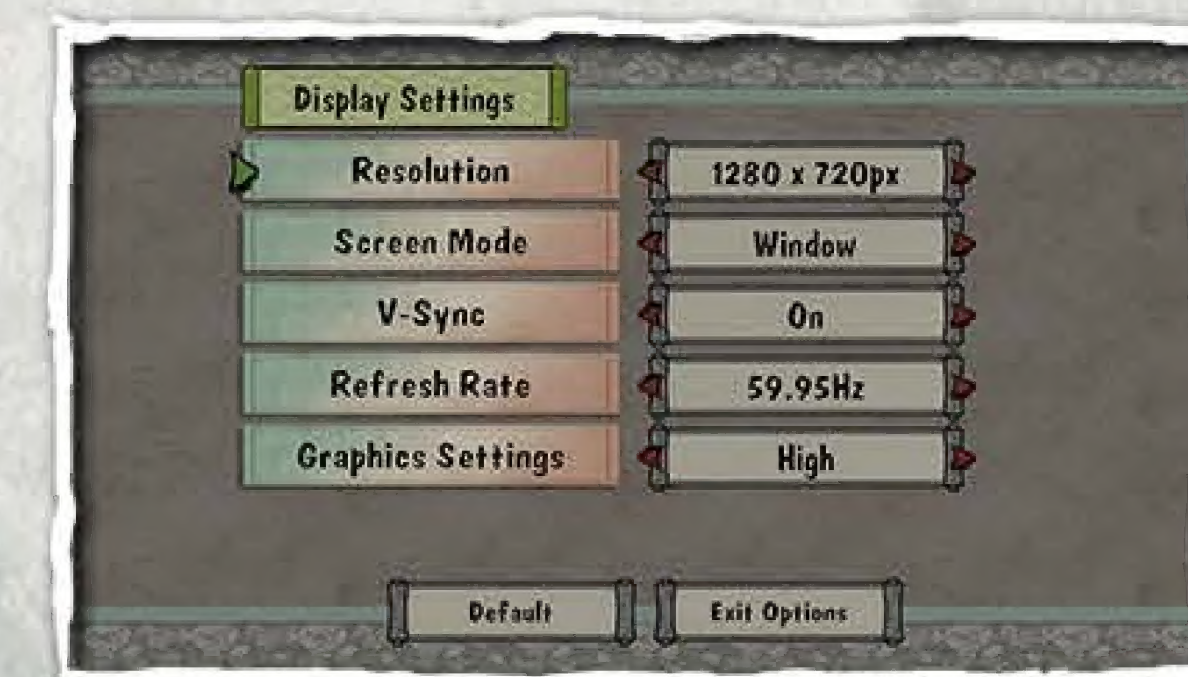 Display Settings
Resolution 1280 x 720px
Screen Mode Window
V-Sync On
Refresh Rate 59.95Hz
Graphics Settings High
Default Exit Options